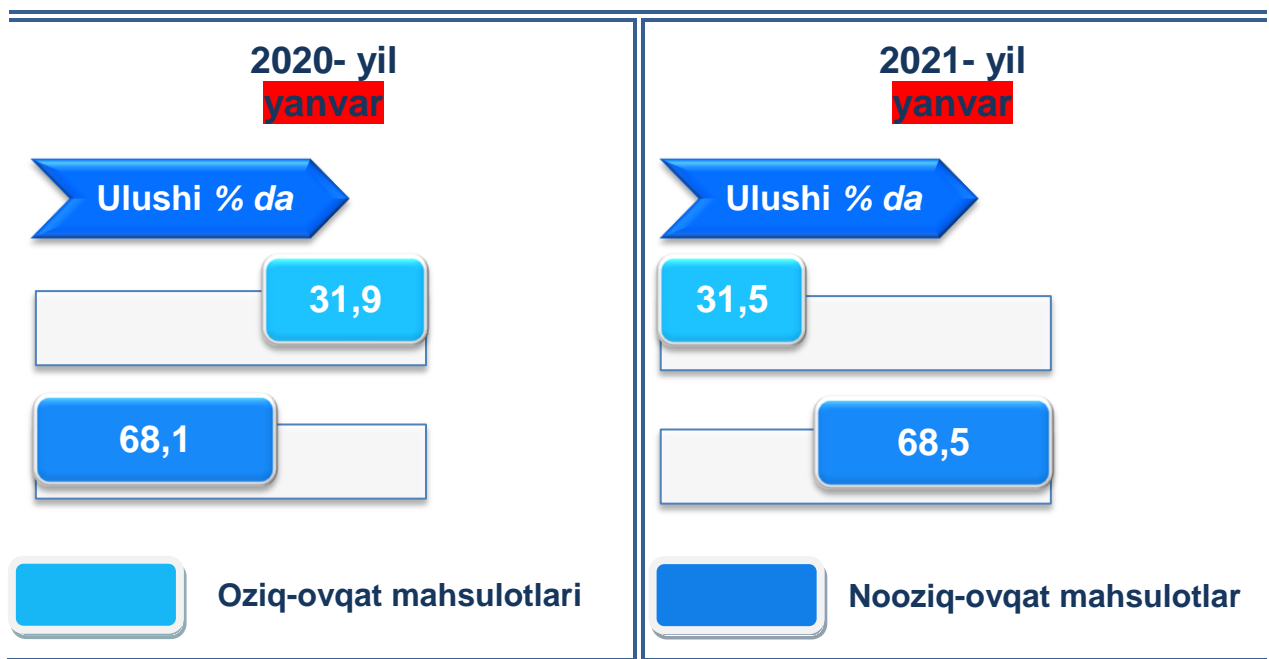 2020- yil
yanvar
Ulushi % da
31,9
68,1
Oziq-ovqat mahsulotlari
2021- yil
yanvar
Ulushi % da
31,5
68,5
Nooziq-ovqat mahsulotlar